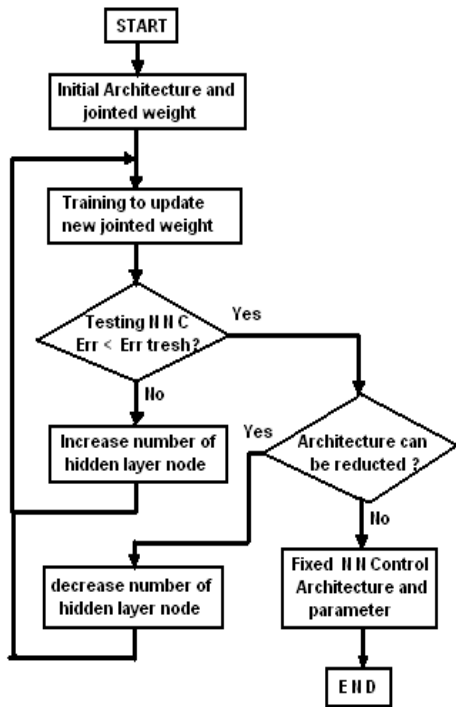 START
Initial Architecture and
jointed weight
Training to update
new jointed weight
Testing N N C
Err < Err tresh?
Yes
No
Increase number of
hidden layer node
Yes
Architecture can
be reducted ?
No
decrease number of
hidden layer node
Fixed N N Control
Architecture and
parameter
E N D